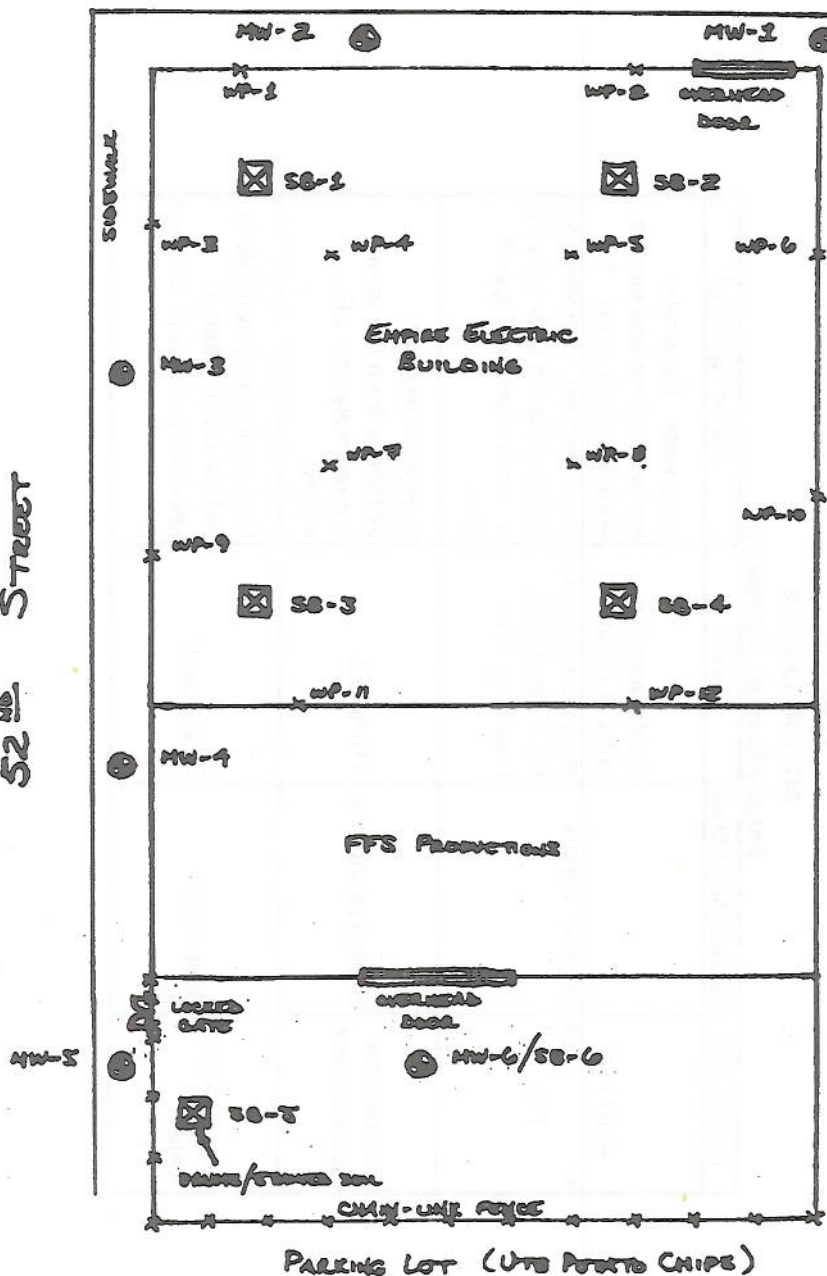 MW-2
MW-1
WP-1
WP-2
OVERHEAD
DOOR
SIDEWALK
SB-1
SB-2
WP-3
WP-4
WP-5
WP-6
EMPIRE ELECTRIC
BUILDING
MW-3
WP-7
WP-8
WP-10
WP-9
SB-3
SB-4
WP-11
WP-12
52ND STREET
MW-4
FFS PRODUCTIONS
LOCKED
GATE
OVERHEAD
DOOR
MW-5
MW-6/SB-6
SB-5
/STAINED SOIL
CHAIN-LINK FENCE
PARKING LOT (UTZ POTATO CHIPS)